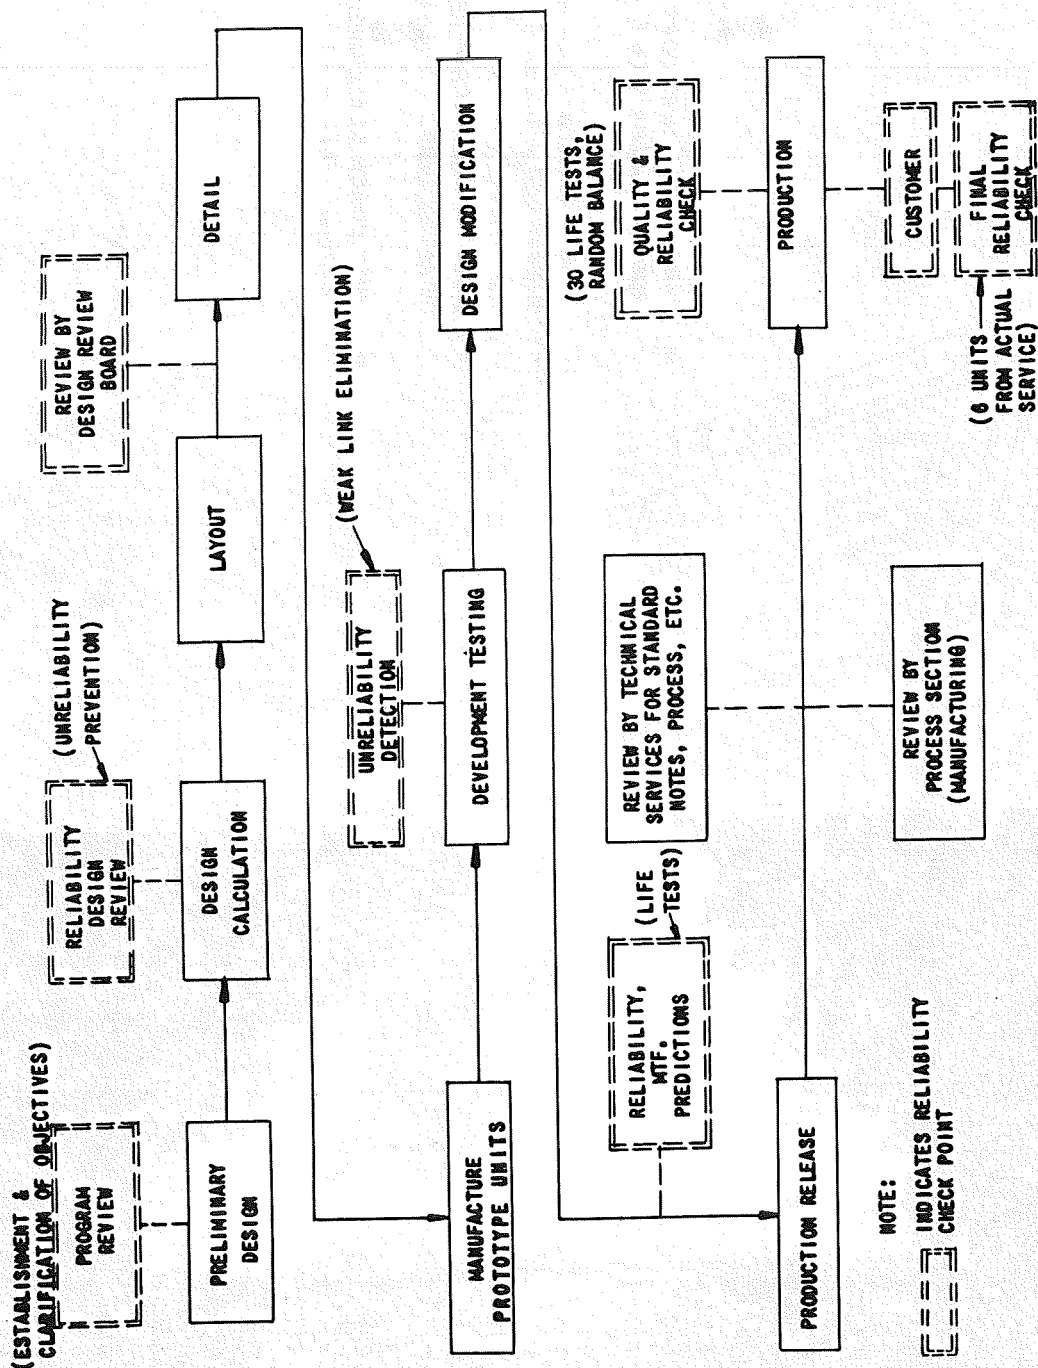 (ESTABLISHMENT &
CLARIFICATION OF OBJECTIVES)
PROGRAM
REVIEW
PRELIMINARY
DESIGN
(UNRELIABILITY
PREVENTION)
RELIABILITY
DESIGN
REVIEW
DESIGN
CALCULATION
LAYOUT
REVIEW BY
DESIGN REVIEW
BOARD
DETAIL
MANUFACTURE
PROTOTYPE UNITS
(WEAK LINK ELIMINATION)
UNRELIABILITY
DETECTION
DEVELOPMENT TESTING
DESIGN MODIFICATION
(LIFE
TESTS)
RELIABILITY,
MTF.
PREDICTIONS
PRODUCTION RELEASE
REVIEW BY TECHNICAL
SERVICES FOR STANDARD
NOTES, PROCESS, ETC.
REVIEW BY
PROCESS SECTION
(MANUFACTURING)
(30 LIFE TESTS,
RANDOM BALANCE)
QUALITY &
RELIABILITY
CHECK
PRODUCTION
CUSTOMER
FINAL
RELIABILITY
CHECK
(6 UNITS
FROM ACTUAL
SERVICE)
NOTE:
INDICATES RELIABILITY
CHECK POINT